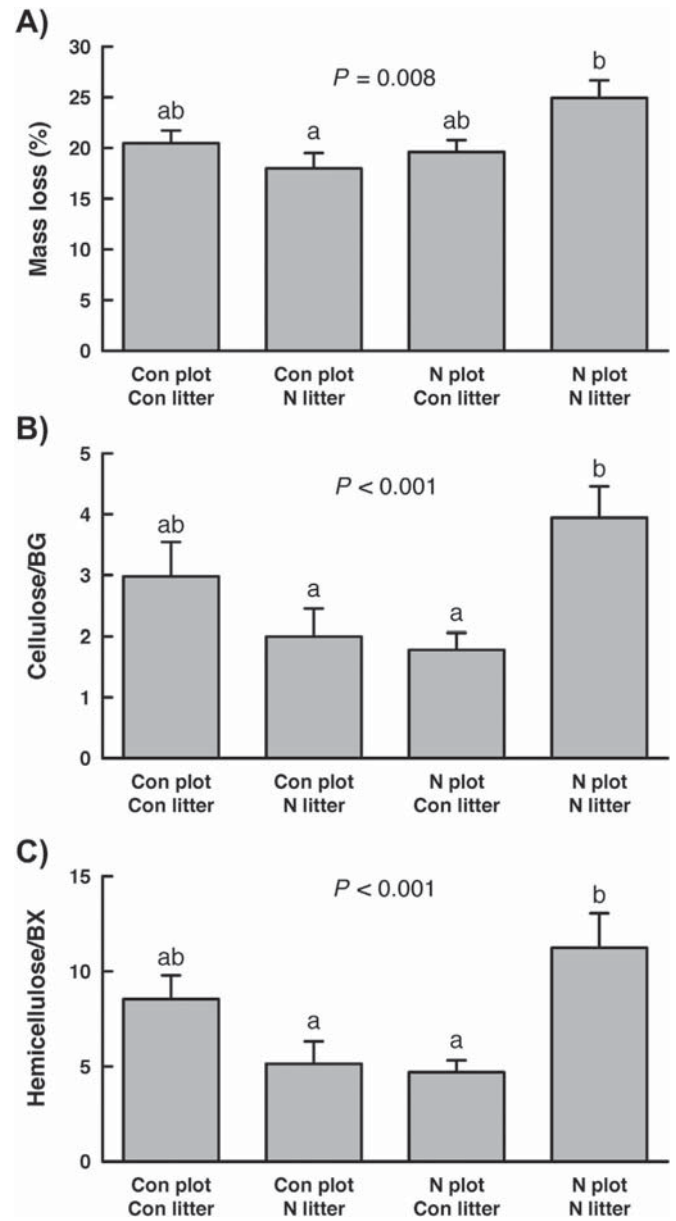 A)
30
25
20
15
10
5
0
Mass loss (%)
P = 0.008
ab
a
ab
b
Con plot
Con litter
Con plot
N litter
N plot
Con litter
N plot
N litter
B)
5
4
3
2
1
0
Cellulose/BG
P < 0.001
ab
a
a
b
Con plot
Con litter
Con plot
N litter
N plot
Con litter
N plot
N litter
C)
15
10
5
0
Hemicellulose/BX
P < 0.001
ab
a
a
b
Con plot
Con litter
Con plot
N litter
N plot
Con litter
N plot
N litter